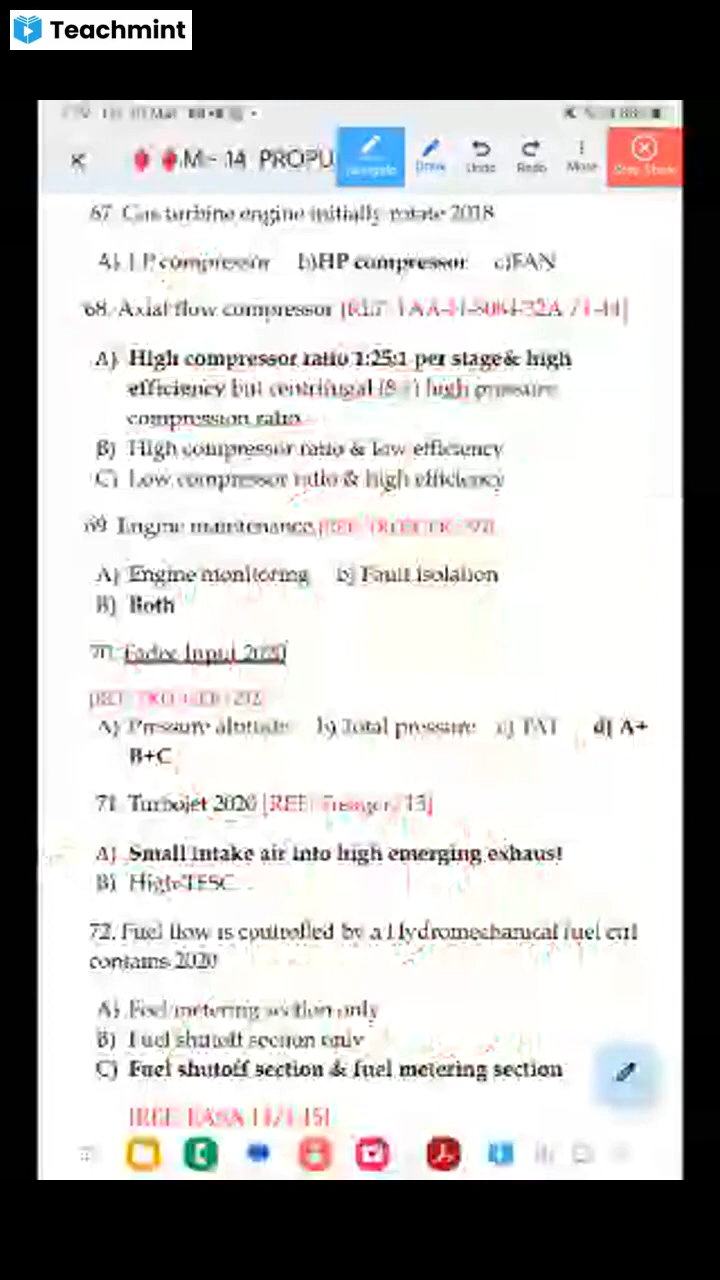 Teachmint
M- 14 PROPU
Navigate Draw Undo Redo More Stop Share
67. Gas turbine engine initially rotate 2018
A) LP compressor b)HP compressor c)FAN
68. Axial flow compressor
A) High compressor ratio 1:25:1 per stage& high
efficiency but centrifugal high pressure
compression ratio
B) High compressor ratio & low efficiency
C) Low compressor ratio & high efficiency
69. Engine maintenance
A) Engine monitoring b) Fault isolation
B) Both
70. Fadec Input 2020
A) Pressure altitude b) Total pressure c) TAT d) A+
B+C
71. Turbojet 2020
A) Small intake air into high emerging exhaust
B) High
72. Fuel flow is controlled by a Hydromechanical fuel ctrl
contains 2020
A) Fuel metering section only
B) Fuel shutoff section only
C) Fuel shutoff section & fuel metering section